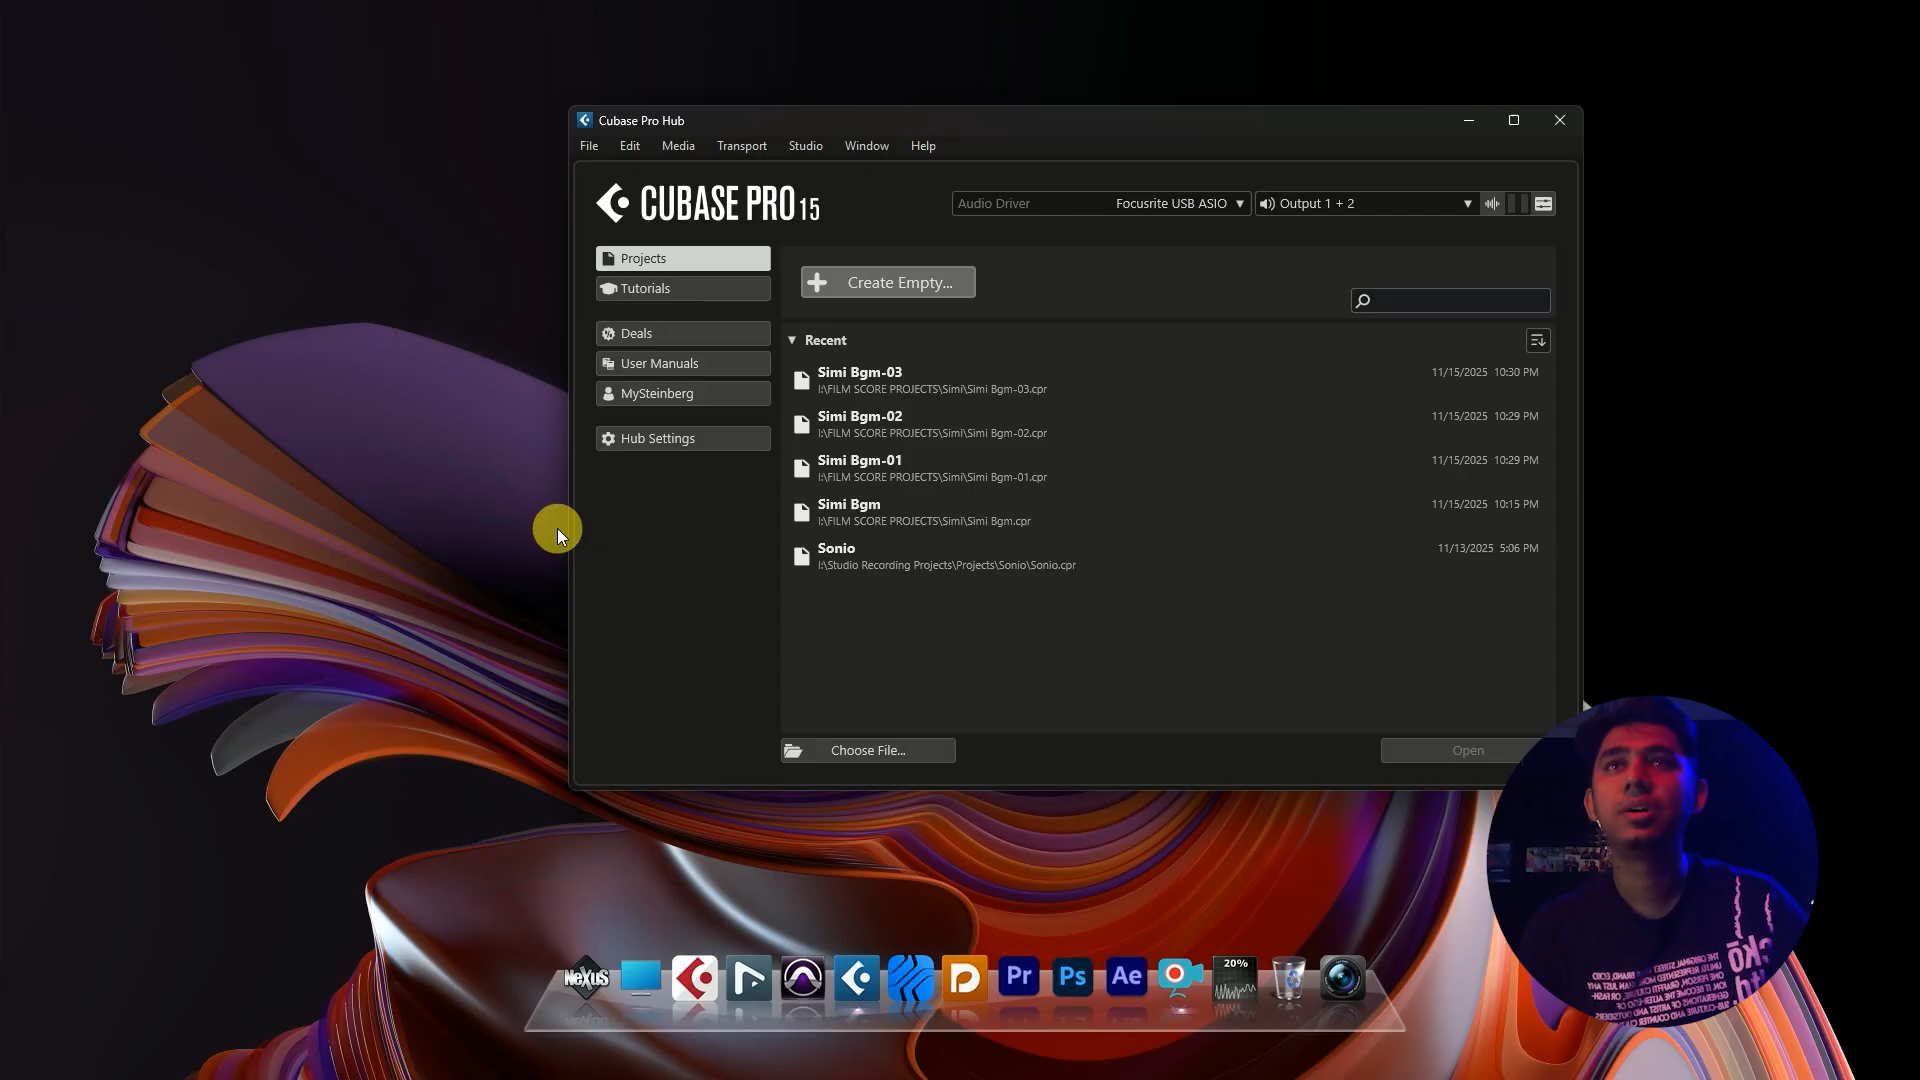 Cubase Pro Hub
File Edit Media Transport Studio Window Help
CUBASE PRO 15
Audio Driver Focusrite USB ASIO Output 1 + 2
Projects
Tutorials
Deals
User Manuals
MySteinberg
Hub Settings
Create Empty...
Recent
Simi Bgm-03 11/15/2025 10:30 PM
I:\FILM SCORE PROJECTS\Simi\Simi Bgm-03.cpr
Simi Bgm-02 11/15/2025 10:29 PM
I:\FILM SCORE PROJECTS\Simi\Simi Bgm-02.cpr
Simi Bgm-01 11/15/2025 10:29 PM
I:\FILM SCORE PROJECTS\Simi\Simi Bgm-01.cpr
Simi Bgm 11/15/2025 10:15 PM
I:\FILM SCORE PROJECTS\Simi\Simi Bgm.cpr
Sonio 11/13/2025 5:06 PM
I:\Studio Recording Projects\Projects\Sonio\Sonio.cpr
Choose File...
Open
NeXuS
Pr
Ps
Ae
20%